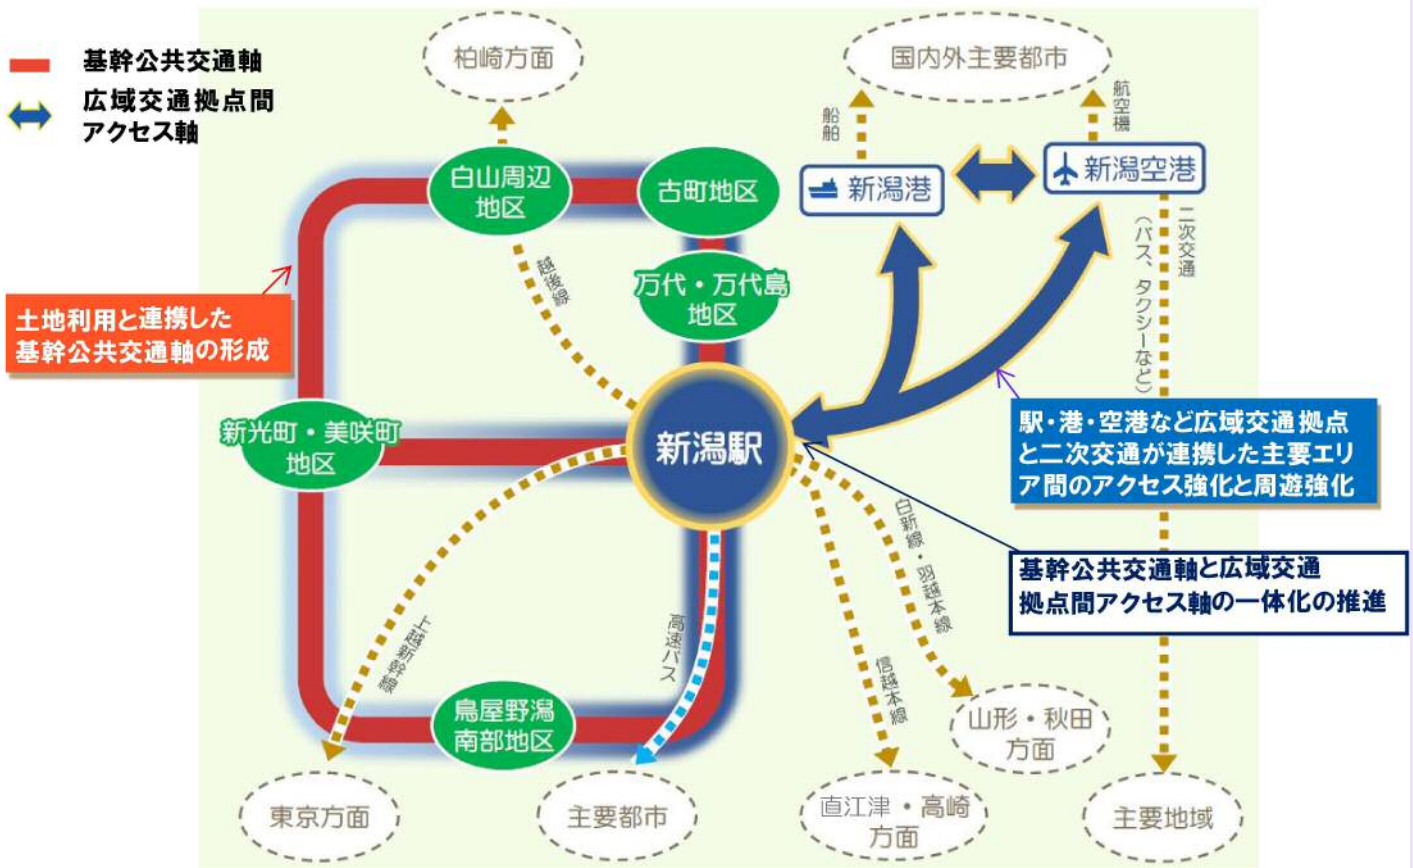 基幹公共交通軸
広域交通拠点間
アクセス軸
柏崎方面
国内外主要都市
船舶
航空機
白山周辺
地区
古町地区
新潟港
新潟空港
二次交通
（バス、タクシーなど）
越後線
万代・万代島
地区
土地利用と連携した
基幹公共交通軸の形成
新光町・美咲町
地区
新潟駅
駅・港・空港など広域交通拠点
と二次交通が連携した主要エリ
ア間のアクセス強化と周遊強化
白新線・羽越本線
基幹公共交通軸と広域交通
拠点間アクセス軸の一体化の推進
上越新幹線
高速バス
信越本線
鳥屋野潟
南部地区
山形・秋田
方面
東京方面
主要都市
直江津・高崎
方面
主要地域